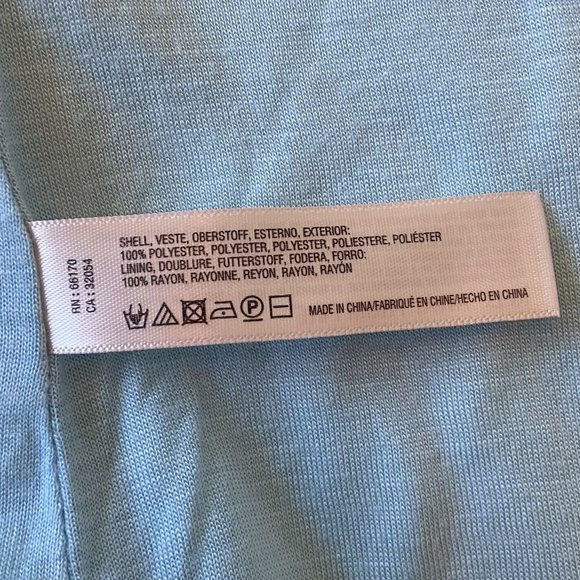 RN : 66170
CA : 32054
SHELL, VESTE, OBERSTOFF, ESTERNO, EXTERIOR:
100% POLYESTER, POLYESTER, POLYESTER, POLIESTERE, POLIÉSTER
LINING, DOUBLURE, FUTTERSTOFF, FODERA, FORRO:
100% RAYON, RAYONNE, REYON, RAYON, RAYÓN
P
MADE IN CHINA/FABRIQUÉ EN CHINE/HECHO EN CHINA